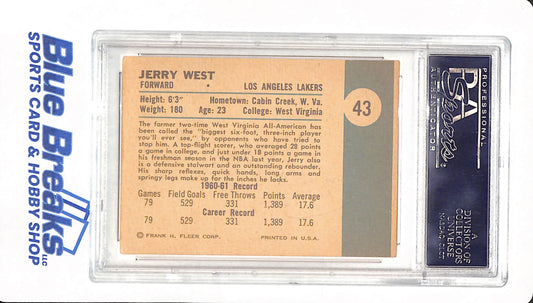 Blue Breaks LLC
SPORTS CARD & HOBBY SHOP
JERRY WEST
FORWARD • LOS ANGELES LAKERS
43
Height: 6'3" Hometown: Cabin Creek, W. Va.
Weight: 180 Age: 23 College: West Virginia
The former two-time West Virginia All-American has
been called the "biggest six-foot, three-inch player
you'll ever see," by opponents who have tried to
stop him. A top-flight scorer, who averaged 28 points
a game in college, and just under 18 points a game in
his freshman season in the NBA last year, Jerry also
is a defensive stalwart and an outstanding rebounder.
His sharp reflexes, quick hands, long arms and
springy legs make up for the inches he lacks.
1960-61 Record
Games Field Goals Free Throws Points Average
79 529 331 1,389 17.6
Career Record
79 529 331 1,389 17.6
© FRANK H. FLEER CORP. PRINTED IN U.S.A.
PROFESSIONAL
PSA
Sports
AUTHENTICATOR
A
DIVISION OF
COLLECTORS
UNIVERSE
NASDAQ: CLCT